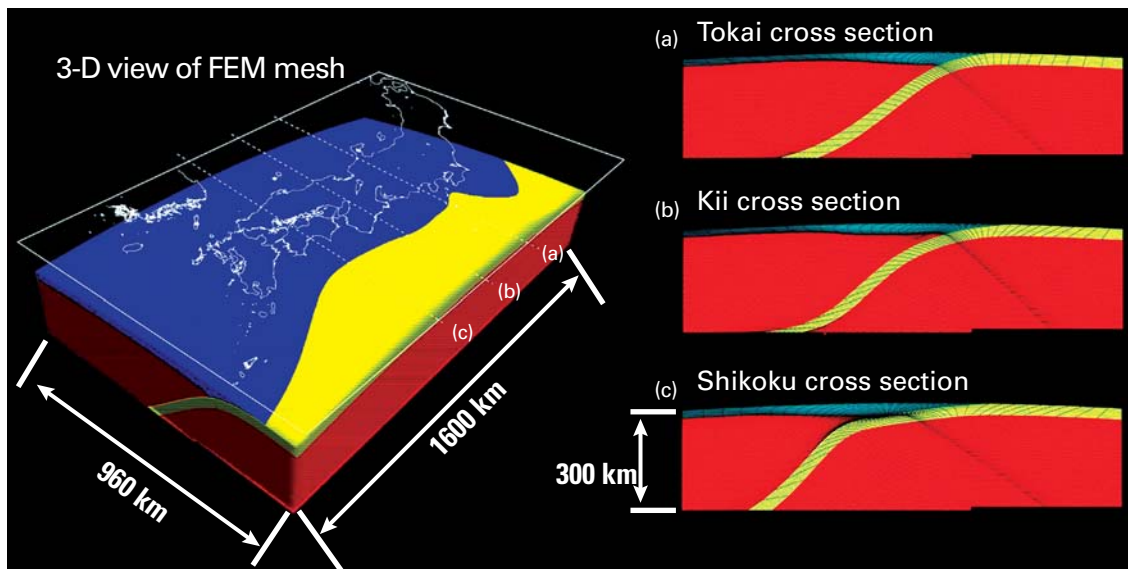 3-D view of FEM mesh
(a)
(b)
(c)
960 km
1600 km
(a) Tokai cross section
(b) Kii cross section
(c) Shikoku cross section
300 km